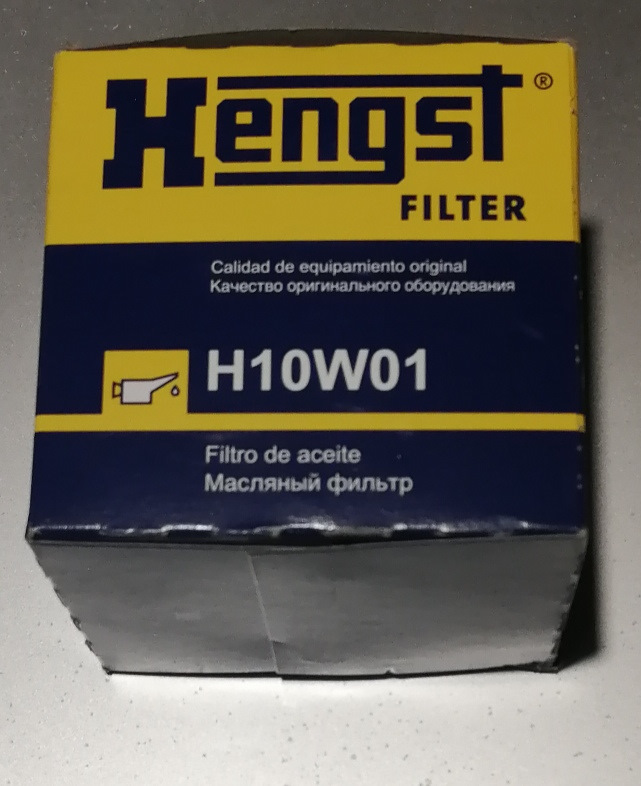 Hengst®
FILTER
Calidad de equipamiento original
Качество оригинального оборудования
H10W01
Filtro de aceite
Масляный фильтр